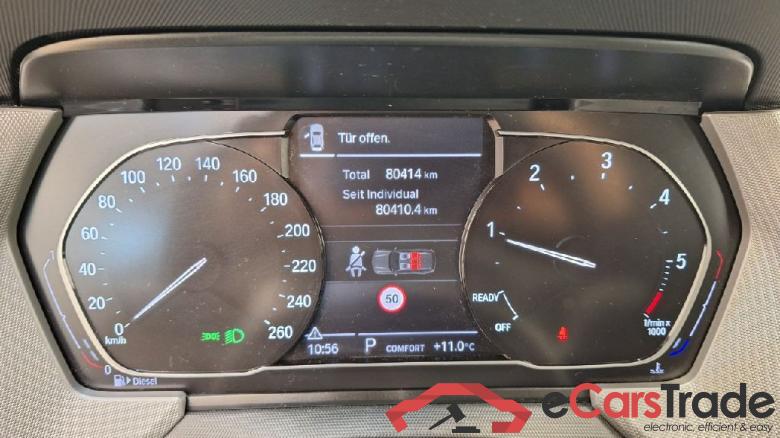 Tür offen.
Total 80414 km
Seit Individual
80410.4 km
0 20 40 60 80 100 120 140 160 180 200 220 240 260
km/h
1 2 3 4 5
1/min x
1000
READY
OFF
50
10:56 P COMFORT +11.0°C
0
Diesel
eCarsTrade
electronic, efficient & easy